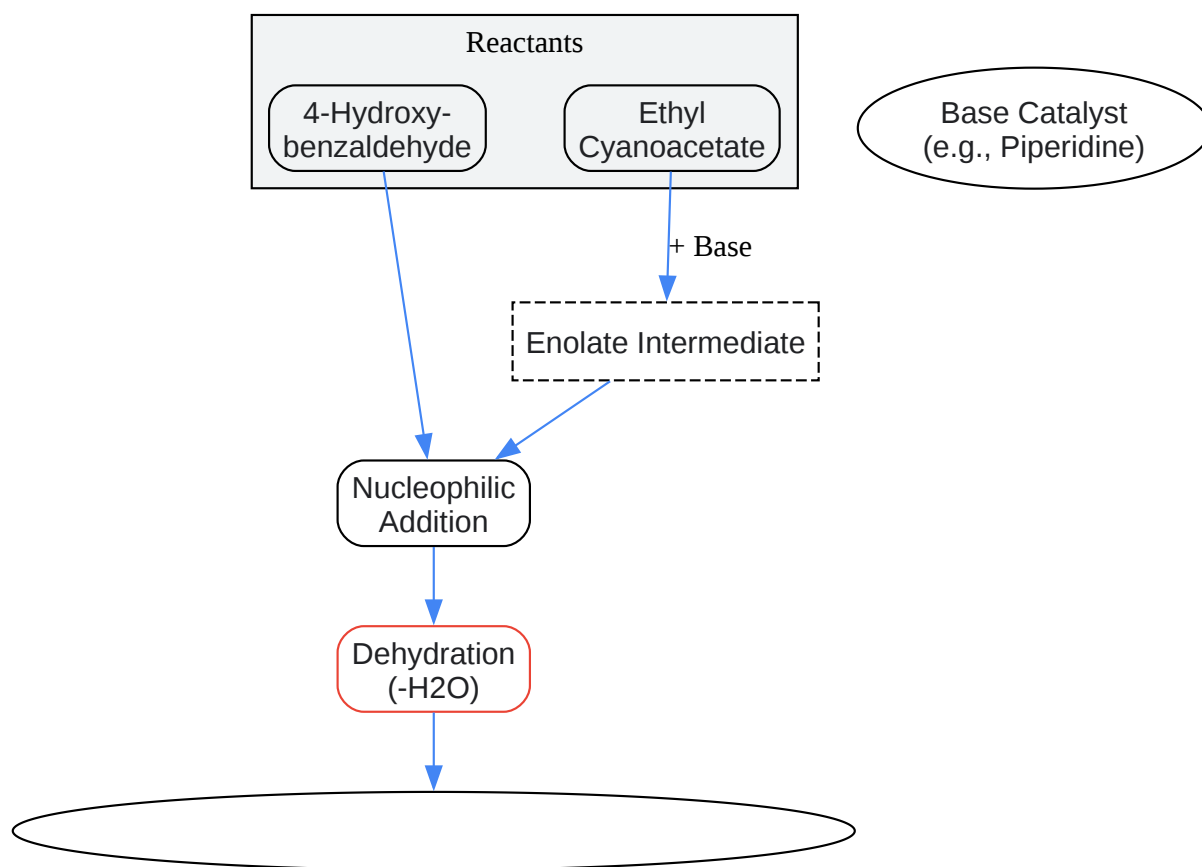 Reactants
4-Hydroxy-
benzaldehyde
Ethyl
Cyanoacetate
Base Catalyst
(e.g., Piperidine)
+ Base
Enolate Intermediate
Nucleophilic
Addition
Dehydration
(-H2O)